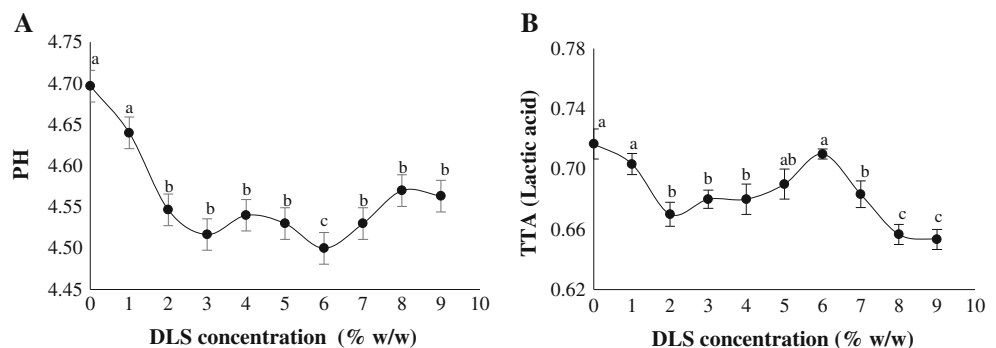 A
4.75
4.70
4.65
4.60
4.55
4.50
4.45
PH
a
a
b
b
b
b
c
b
b
b
0 1 2 3 4 5 6 7 8 9 10
DLS concentration (% w/w)
B
0.78
0.74
0.70
0.66
0.62
TTA (Lactic acid)
a
a
b
b
b
ab
a
b
c
c
0 1 2 3 4 5 6 7 8 9 10
DLS concentration (% w/w)